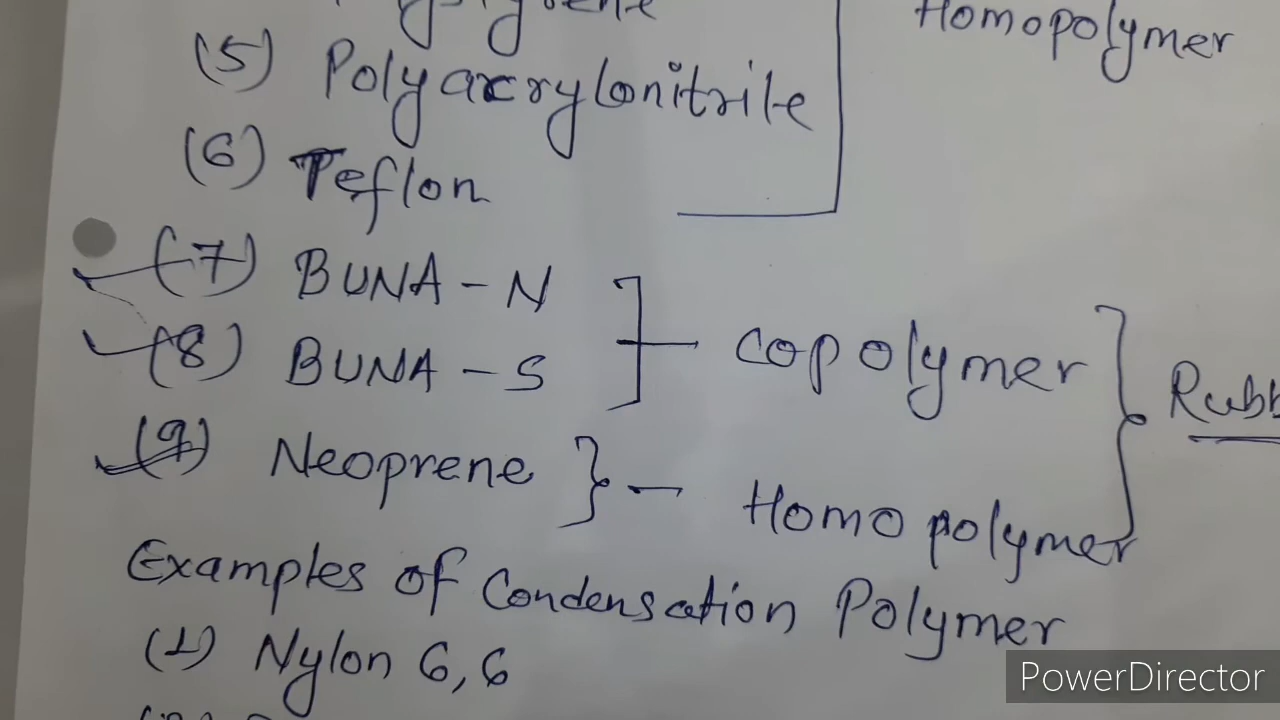 Homopolymer
(5) Polyacrylonitrile
(6) Teflon
(7) BUNA-N
(8) BUNA-S
copolymer
(9) Neoprene
Homopolymer
Examples of Condensation Polymer
(1) Nylon 6,6
PowerDirector